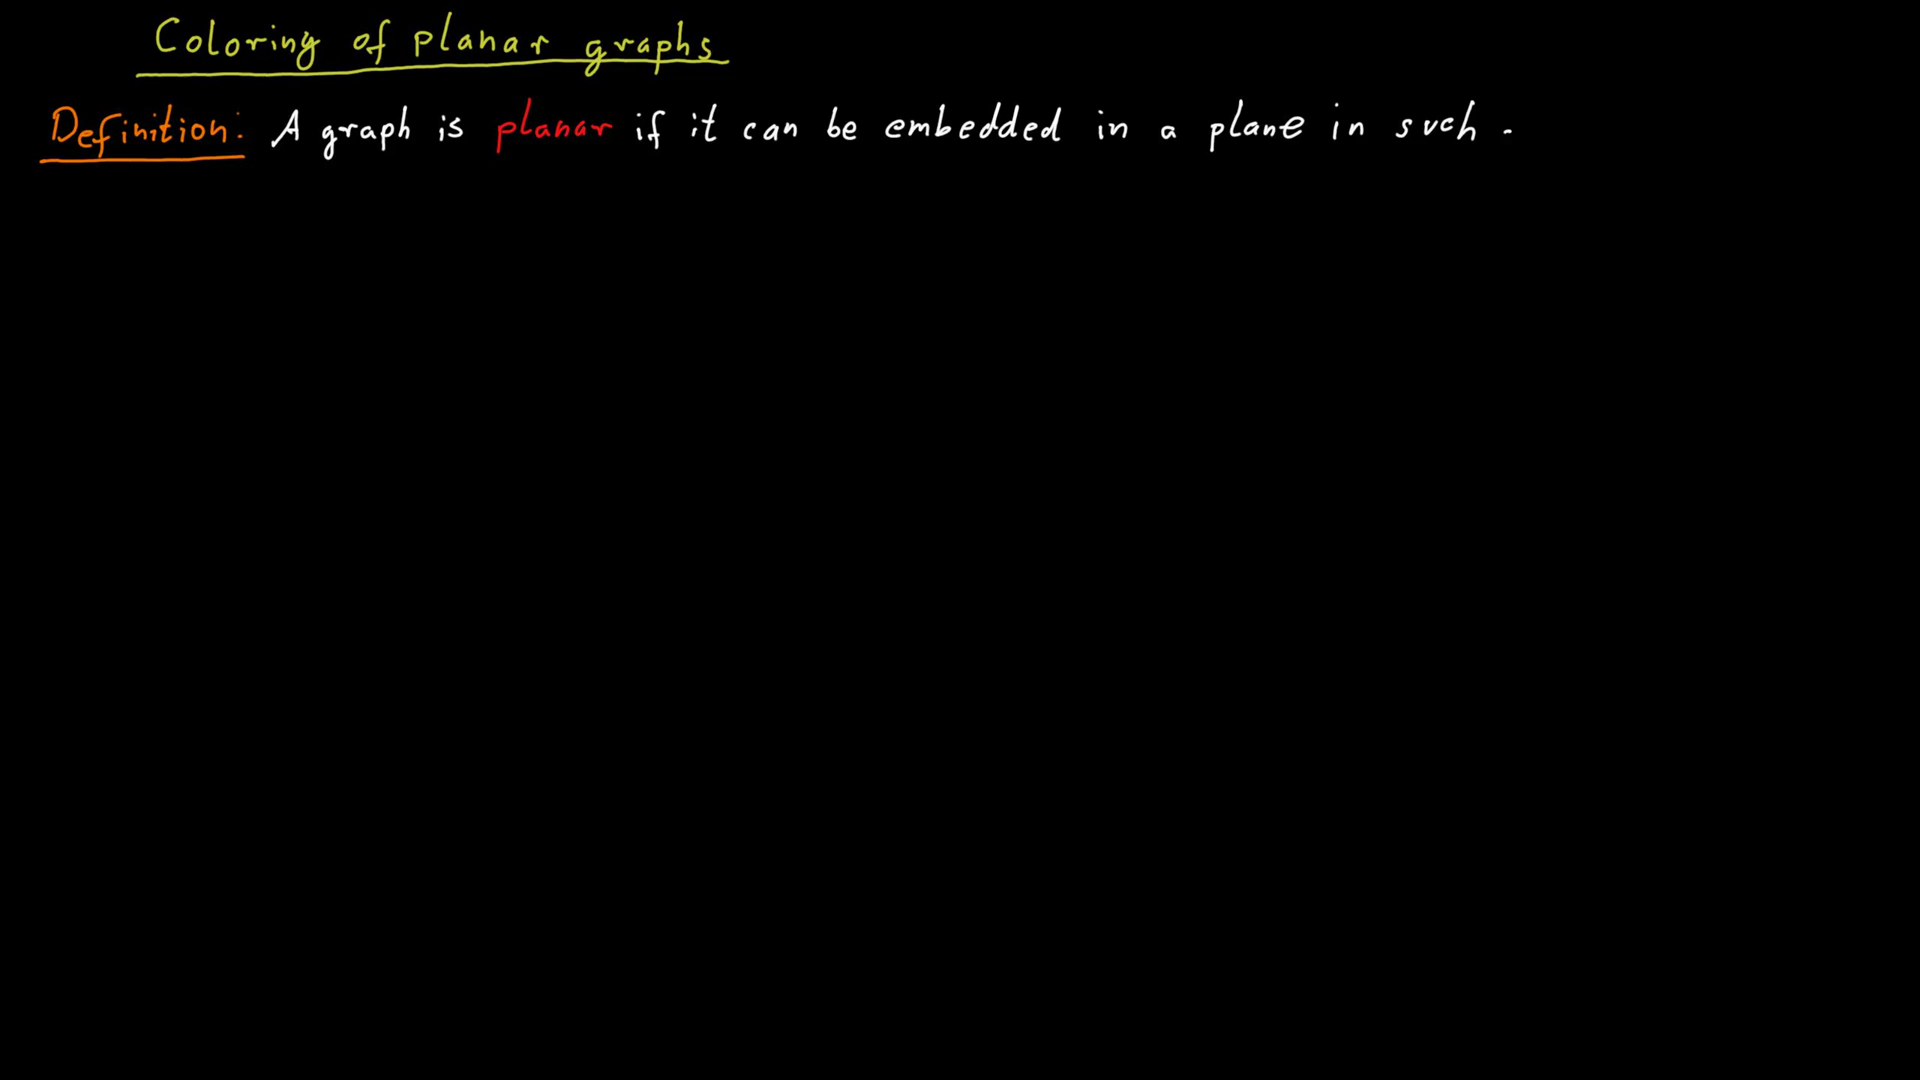 Coloring of planar graphs
Definition: A graph is planar if it can be embedded in a plane in such